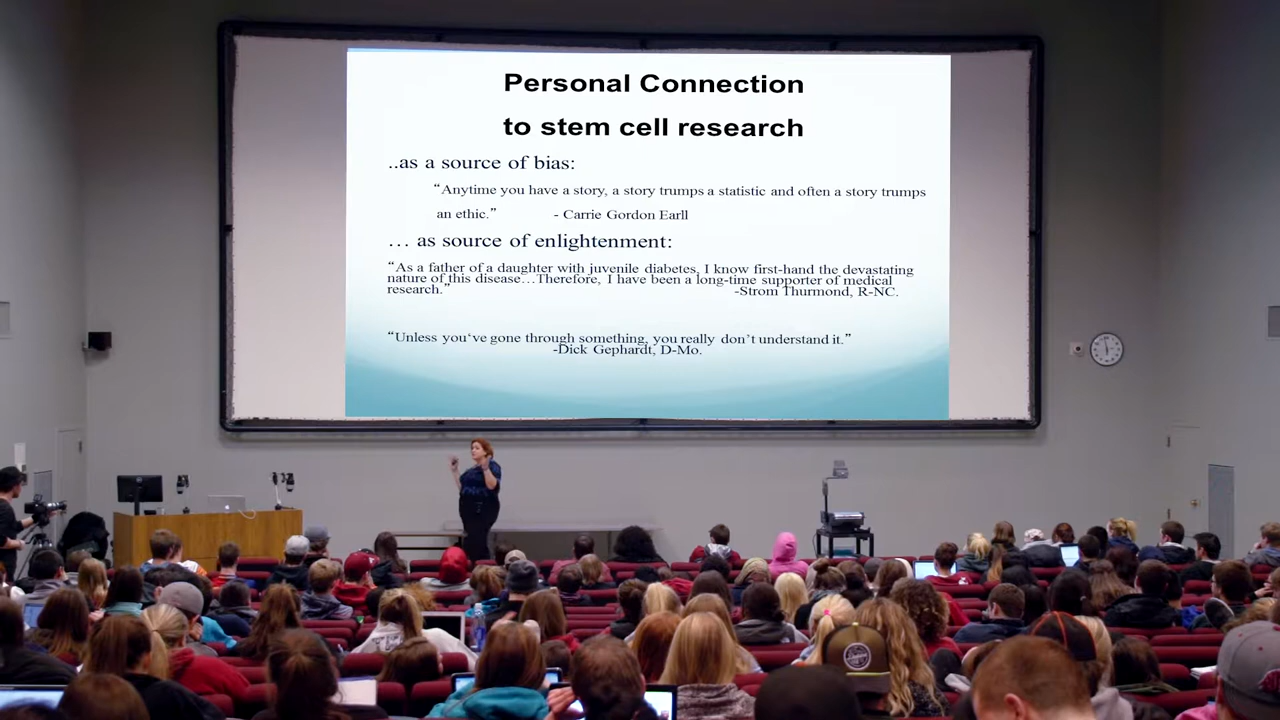 Personal Connection
to stem cell research
..as a source of bias:
“Anytime you have a story, a story trumps a statistic and often a story trumps
an ethic.” - Carrie Gordon Earll
… as source of enlightenment:
“As a father of a daughter with juvenile diabetes, I know first-hand the devastating
nature of this disease…Therefore, I have been a long-time supporter of medical
research.” -Strom Thurmond, R-NC.
“Unless you‘ve gone through something, you really don’t understand it.”
-Dick Gephardt, D-Mo.